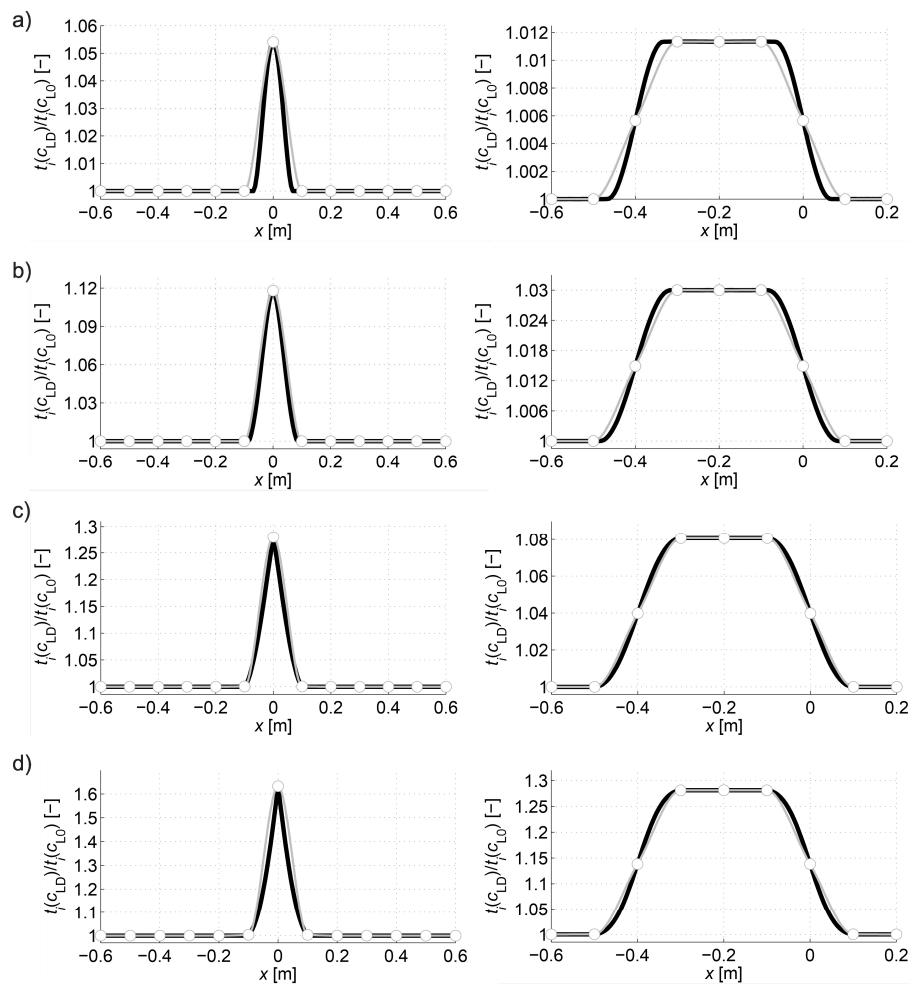 a)
t_i(c_LD)/t_i(c_L0) [−]
1.06
1.05
1.04
1.03
1.02
1.01
1
−0.6 −0.4 −0.2 0 0.2 0.4 0.6
x [m]
t_i(c_LD)/t_i(c_L0) [−]
1.012
1.01
1.008
1.006
1.004
1.002
1
−0.6 −0.4 −0.2 0 0.2
x [m]
b)
t_i(c_LD)/t_i(c_L0) [−]
1.12
1.09
1.06
1.03
1
−0.6 −0.4 −0.2 0 0.2 0.4 0.6
x [m]
t_i(c_LD)/t_i(c_L0) [−]
1.03
1.023
1.014
1.006
1
−0.6 −0.4 −0.2 0 0.2
x [m]
c)
t_i(c_LD)/t_i(c_L0) [−]
1.3
1.25
1.2
1.15
1.1
1.05
1
−0.6 −0.4 −0.2 0 0.2 0.4 0.6
x [m]
t_i(c_LD)/t_i(c_L0) [−]
1.08
1.06
1.04
1.02
1
−0.6 −0.4 −0.2 0 0.2
x [m]
d)
t_i(c_LD)/t_i(c_L0) [−]
1.6
1.5
1.4
1.3
1.2
1.1
1
−0.6 −0.4 −0.2 0 0.2 0.4 0.6
x [m]
t_i(c_LD)/t_i(c_L0) [−]
1.3
1.25
1.2
1.15
1.1
1.05
1
−0.6 −0.4 −0.2 0 0.2
x [m]